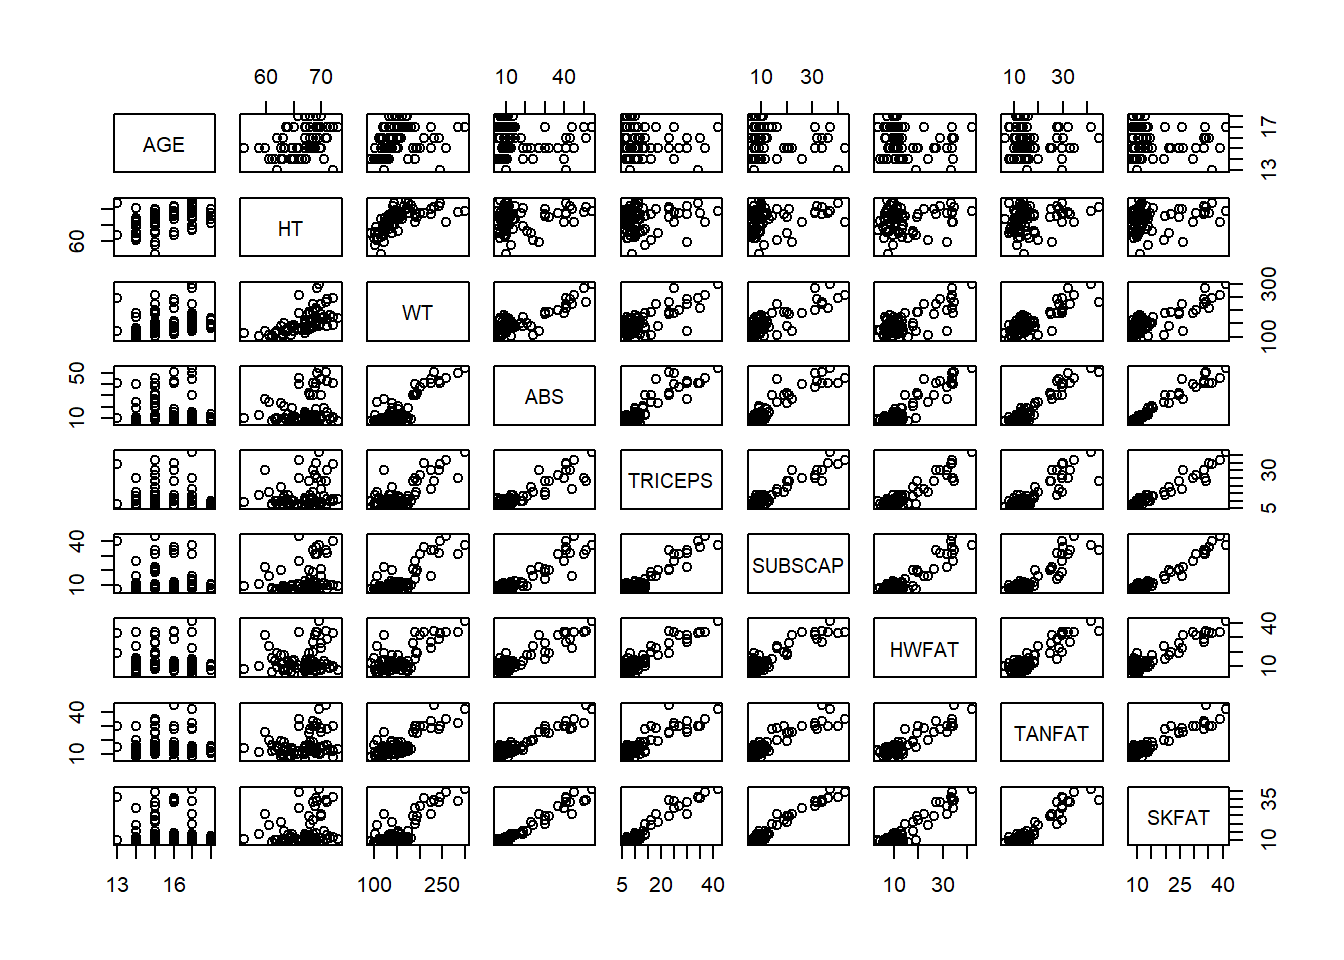 60 70 10 40 10 30 10 30
AGE 13 17
60 HT
WT 100 300
10 50 ABS
TRICEPS 5 30
10 40 SUBSCAP
HWFAT 10 40
10 40 TANFAT
SKFAT 10 35
13 16 100 250 5 20 40 10 30 10 25 40